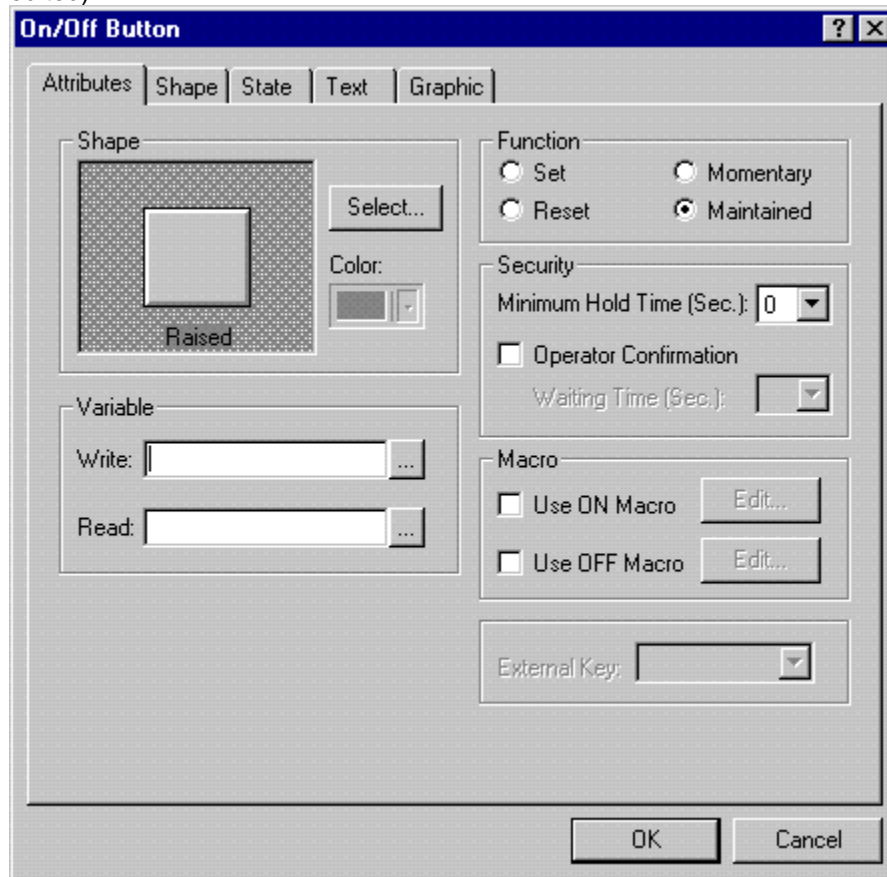 On/Off Button
Attributes Shape State Text Graphic
Shape
Select...
Color:
Raised
Variable
Write: ...
Read: ...
Function
Set Momentary
Reset Maintained
Security
Minimum Hold Time (Sec.): 0
Operator Confirmation
Waiting Time (Sec.):
Macro
Use ON Macro Edit...
Use OFF Macro Edit...
External Key:
OK Cancel